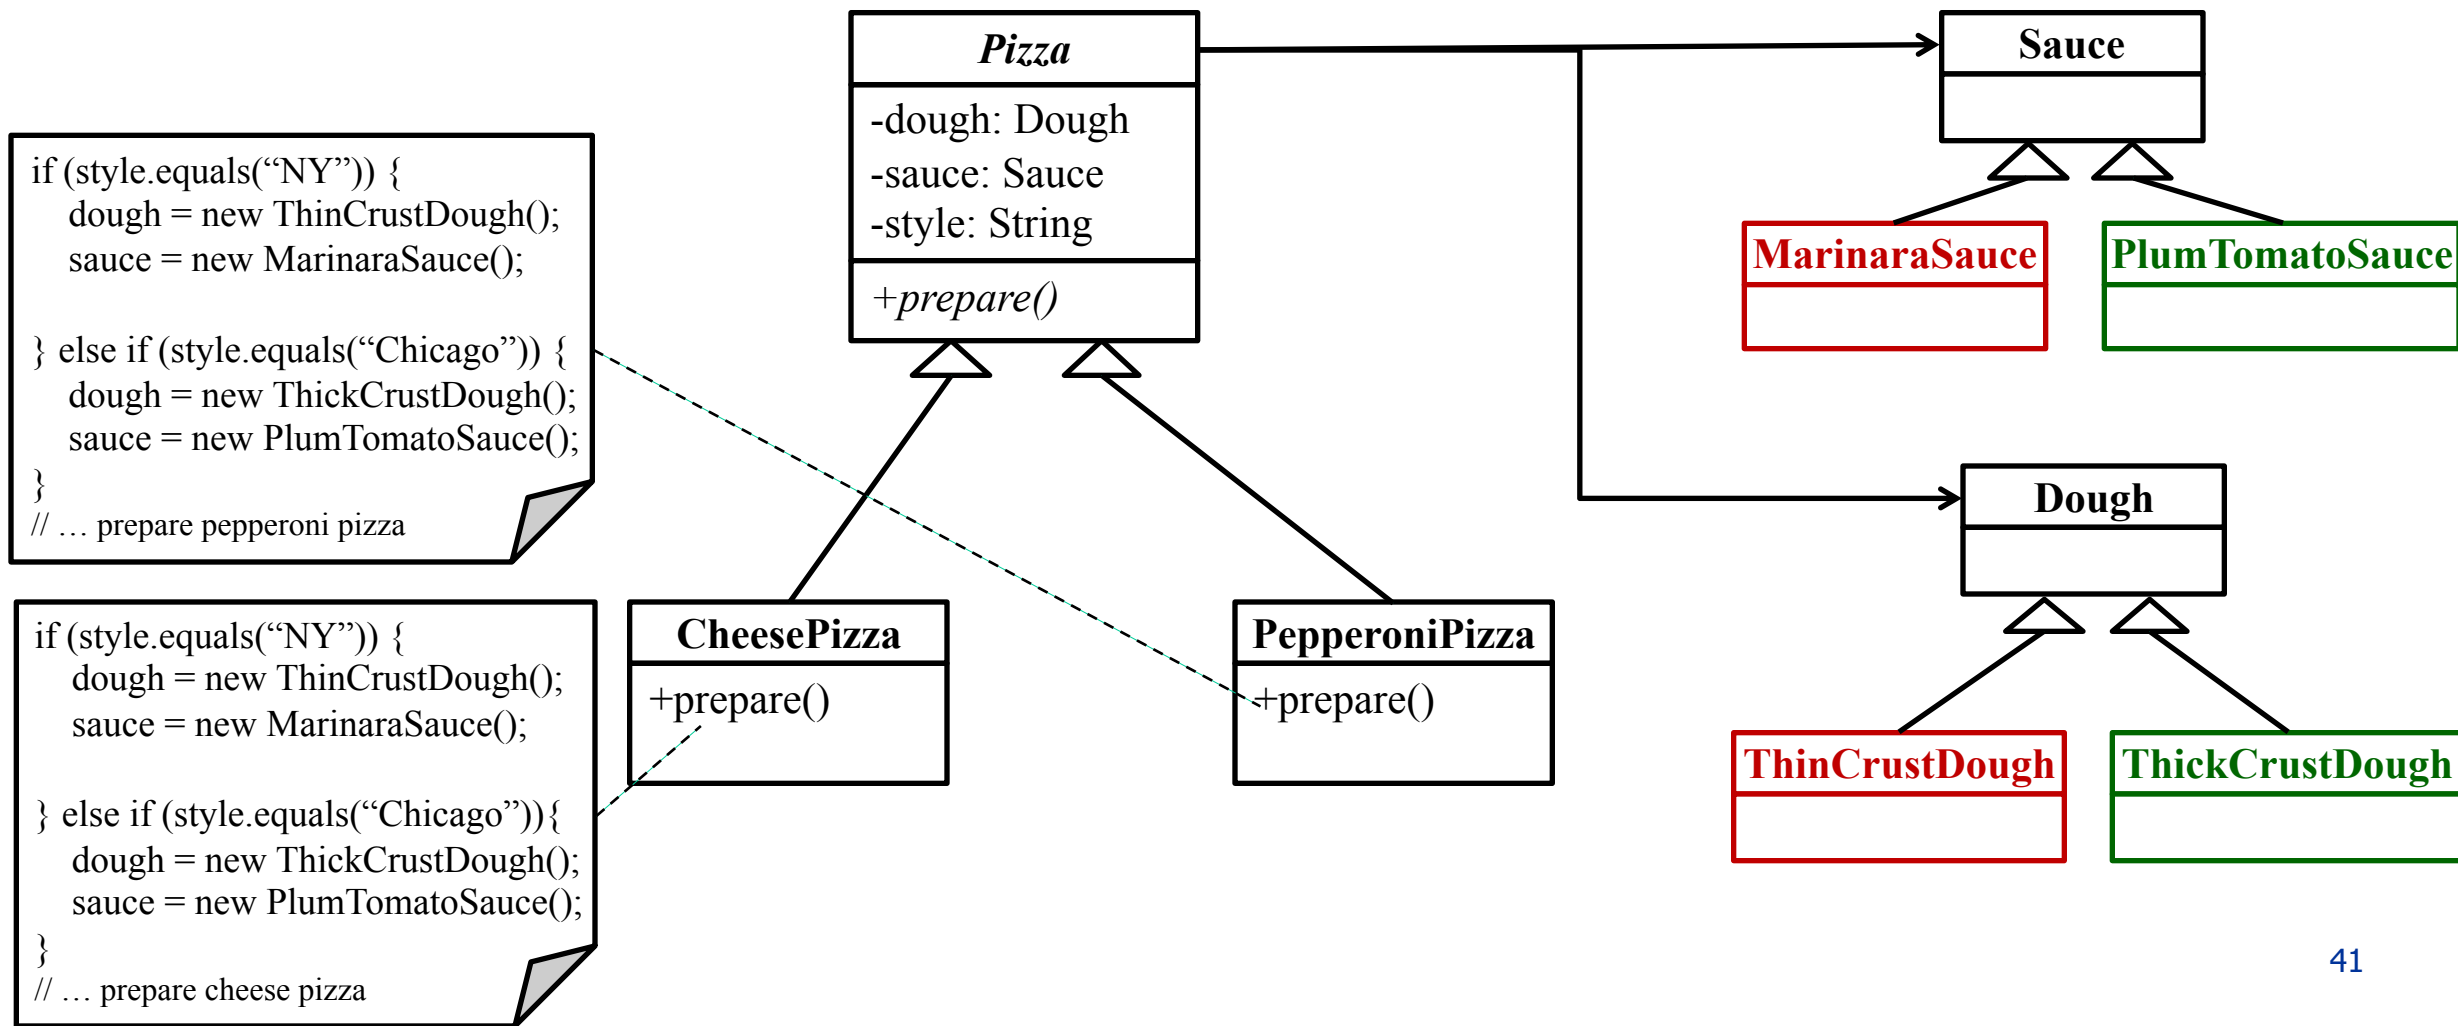 Pizza
-dough: Dough
-sauce: Sauce
-style: String
+prepare()
Sauce
MarinaraSauce
PlumTomatoSauce
if (style.equals(“NY”)) {
dough = new ThinCrustDough();
sauce = new MarinaraSauce();
} else if (style.equals(“Chicago”)) {
dough = new ThickCrustDough();
sauce = new PlumTomatoSauce();
}
// … prepare pepperoni pizza
Dough
ThinCrustDough
ThickCrustDough
if (style.equals(“NY”)) {
dough = new ThinCrustDough();
sauce = new MarinaraSauce();
} else if (style.equals(“Chicago”)){
dough = new ThickCrustDough();
sauce = new PlumTomatoSauce();
}
// … prepare cheese pizza
CheesePizza
+prepare()
PepperoniPizza
+prepare()
41